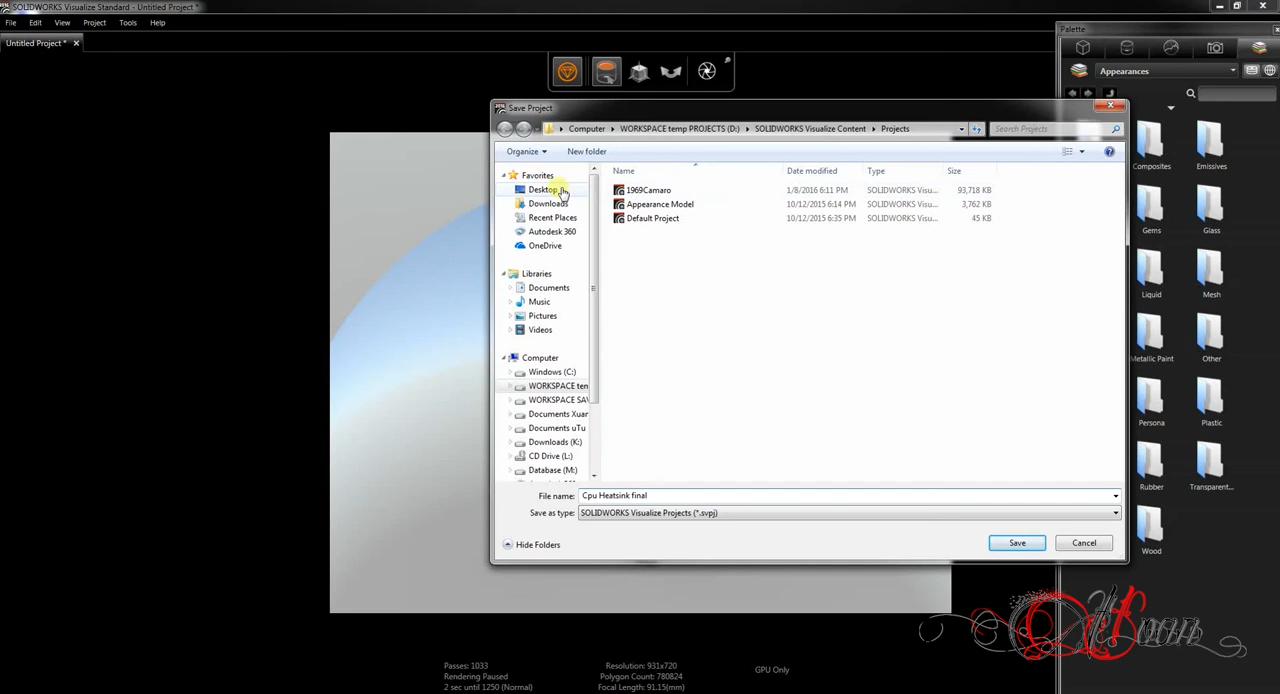 SOLIDWORKS Visualize Standard - Untitled Project *
File Edit View Project Tools Help
Untitled Project *
Palette
Appearances
Save Project
Computer WORKSPACE temp PROJECTS (D:) SOLIDWORKS Visualize Content Projects
Search Projects
Organize New folder
Favorites
Desktop
Downloads
Recent Places
Autodesk 360
OneDrive
Libraries
Documents
Music
Pictures
Videos
Computer
Windows (C:)
WORKSPACE ten
WORKSPACE SA
Documents Xuan
Documents uTu
Downloads (K:)
CD Drive (L:)
Database (M:)
Name Date modified Type Size
1969Camaro 1/8/2016 6:11 PM SOLIDWORKS Visu... 93,718 KB
Appearance Model 10/12/2015 6:14 PM SOLIDWORKS Visu... 3,762 KB
Default Project 10/12/2015 6:35 PM SOLIDWORKS Visu... 45 KB
File name: Cpu Heatsink final
Save as type: SOLIDWORKS Visualize Projects (*.svpj)
Hide Folders
Save Cancel
Composites Emissives
Gems Glass
Liquid Mesh
Metallic Paint Other
Persona Plastic
Rubber Transparent...
Wood
Passes: 1033
Rendering Paused
2 sec until 1250 (Normal)
Resolution: 931x720
Polygon Count: 780824
Focal Length: 91.15(mm)
GPU Only